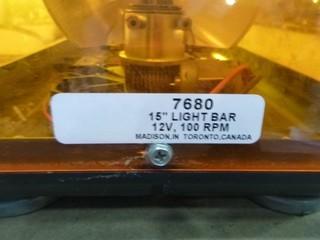 7680
15" LIGHT BAR
12V, 100 RPM
MADISON,IN TORONTO,CANADA